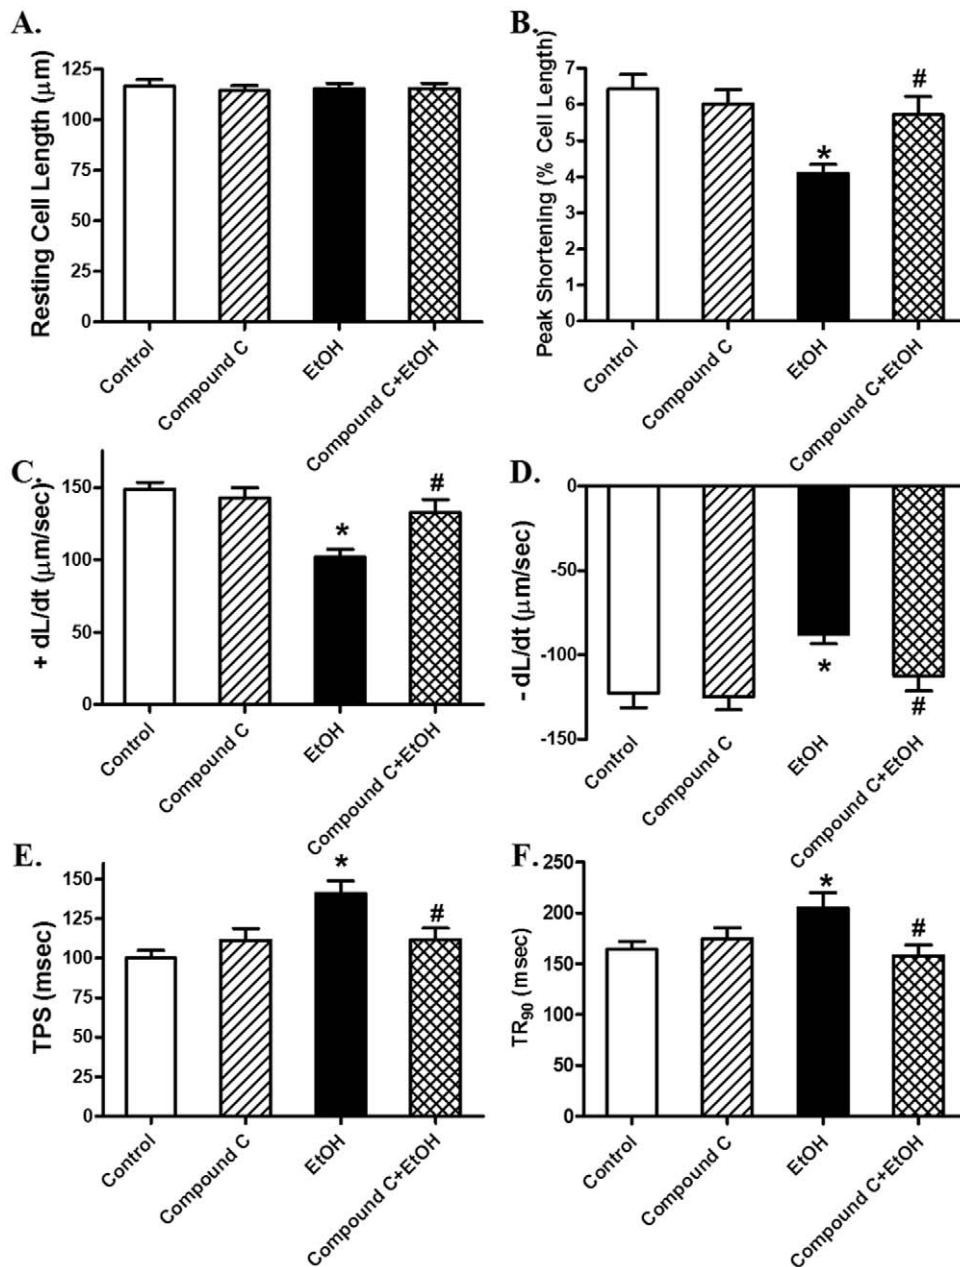 A.
Resting Cell Length (μm)
125
100
75
50
25
0
Control
Compound C
EtOH
Compound C+EtOH
B.
Peak Shortening (% Cell Length)
7
6
5
4
3
2
1
0
*
#
Control
Compound C
EtOH
Compound C+EtOH
C.
+ dL/dt (μm/sec)
150
100
50
0
*
#
Control
Compound C
EtOH
Compound C+EtOH
D.
- dL/dt (μm/sec)
0
-50
-100
-150
*
#
Control
Compound C
EtOH
Compound C+EtOH
E.
TPS (msec)
150
125
100
75
50
25
0
*
#
Control
Compound C
EtOH
Compound C+EtOH
F.
TR₉₀ (msec)
250
200
150
100
50
0
*
#
Control
Compound C
EtOH
Compound C+EtOH